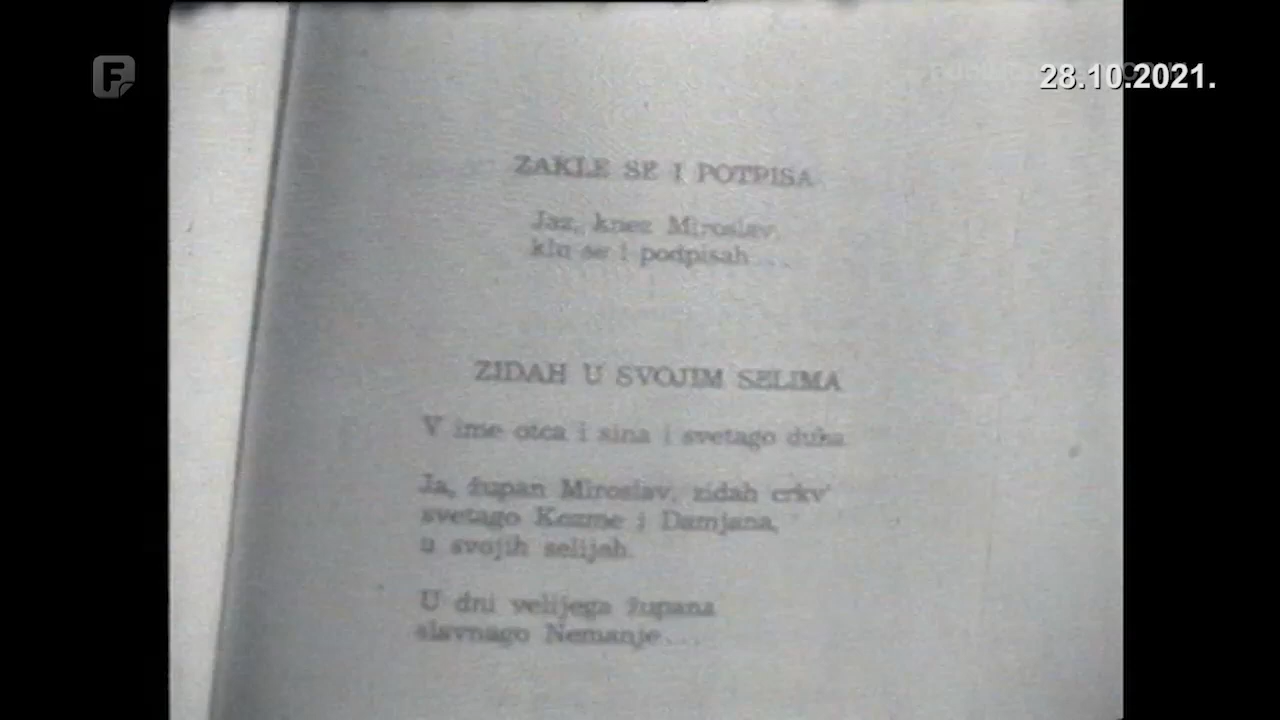 F
28.10.2021.
ZAKLE SE I POTPISA
Jaz, knez Miroslav,
klu se i podpisah ...
ZIDAH U SVOJIM SELIMA
V ime otca i sina i svetago duha
Ja, župan Miroslav, zidah crkv'
svetago Kozme i Damjana,
u svojih selijah.
U dni velijega župana
slavnago Nemanje ...